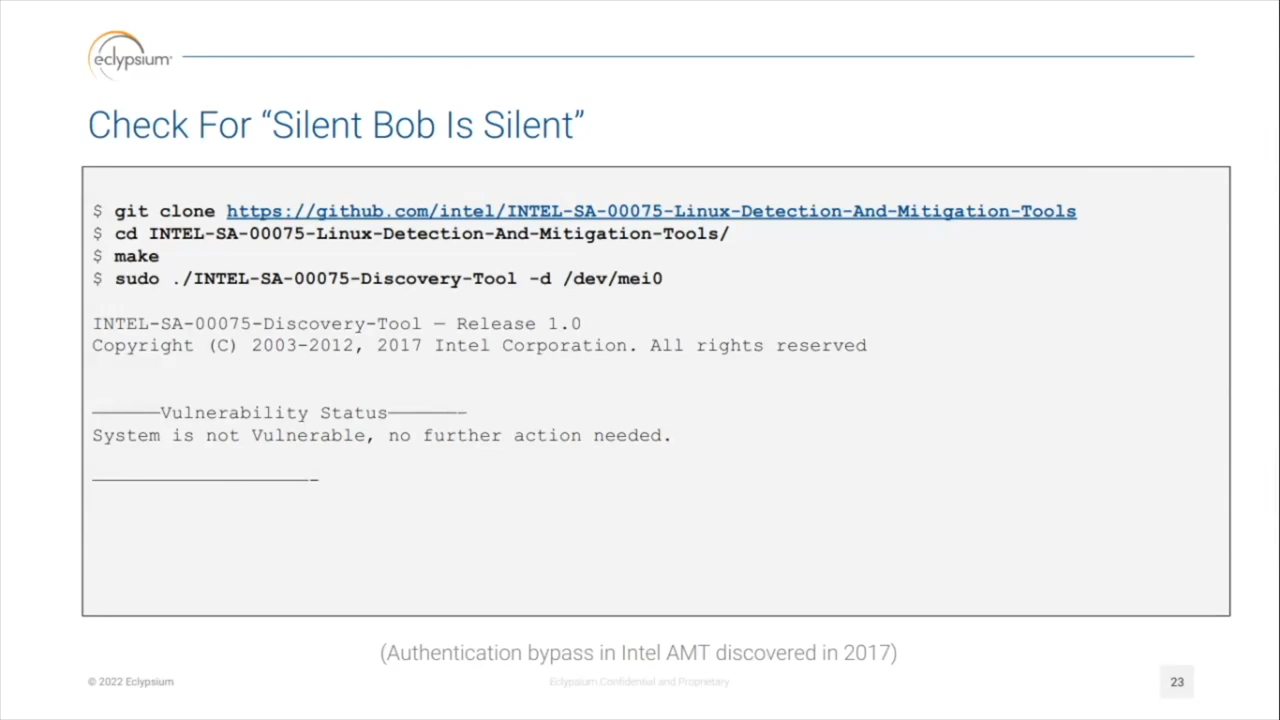 eclypsium
Check For “Silent Bob Is Silent”
$ git clone https://github.com/intel/INTEL-SA-00075-Linux-Detection-And-Mitigation-Tools
$ cd INTEL-SA-00075-Linux-Detection-And-Mitigation-Tools/
$ make
$ sudo ./INTEL-SA-00075-Discovery-Tool -d /dev/mei0
INTEL-SA-00075-Discovery-Tool — Release 1.0
Copyright (C) 2003-2012, 2017 Intel Corporation. All rights reserved
——————Vulnerability Status——————-
System is not Vulnerable, no further action needed.
———————————————————-
(Authentication bypass in Intel AMT discovered in 2017)
© 2022 Eclypsium
Eclypsium Confidential and Proprietary
23